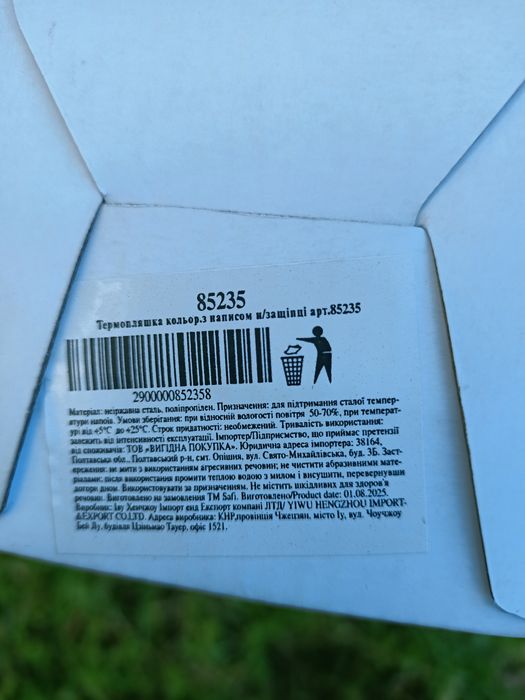 85235
Термопляшка кольор.з написом н/защіпці арт.85235
2900000852358
Матеріал: неіржавна сталь, поліпропілен. Призначення: для підтримання сталої темпер-
атури напоїв. Умови зберігання: при відносній вологості повітря 50-70%, при температ-
урі від +5°C до +25°C. Строк придатності: необмежений. Тривалість використання:
залежить від інтенсивності експлуатації. Імпортер/Підприємство, що приймає претензії
від споживачів: ТОВ «ВИГІДНА ПОКУПКА». Юридична адреса імпортера: 38164,
Полтавська обл., Полтавський р-н, смт. Опішня, вул. Свято-Михайлівська, буд. 3Б. Заст-
ереження: не мити з використанням агресивних речовин; не чистити абразивними мате-
ріалами; після використання промити теплою водою з милом і висушити, перевернувши
догори дном. Використовувати за призначенням. Не містить шкідливих для здоров'я
речовин. Виготовлено на замовлення ТМ Safi. Виготовлено/Product date: 01.08.2025.
Виробник: Іву Хенчжоу Імпорт енд Експорт компані ЛТД/ YIWU HENGZHOU IMPORT-
&EXPORT CO.LTD. Адреса виробника: КНР,провінція Чжецзян, місто Іу, вул. Чоучжоу
Бей Лу, будівля Цзиньмао Тауер, офіс 1521.